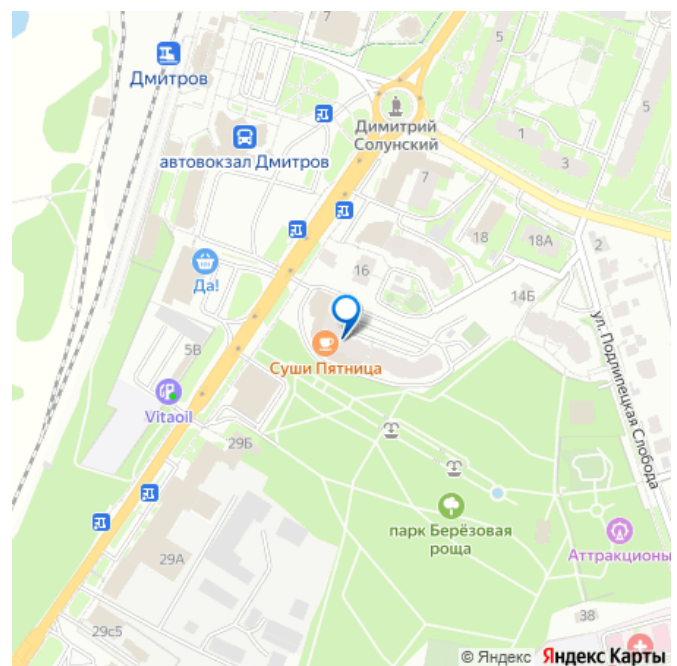 7
5
Дмитров
5
Димитрий
Солунский
1
3
автовокзал Дмитров
7
18
18А
2
16
Да!
14Б
ул. Подлипецкая Слобода
5В
Суши Пятница
Vitaoil
29Б
парк Берёзовая
роща
Аттракционы
29А
38
29с5
© Яндекс Яндекс Карты